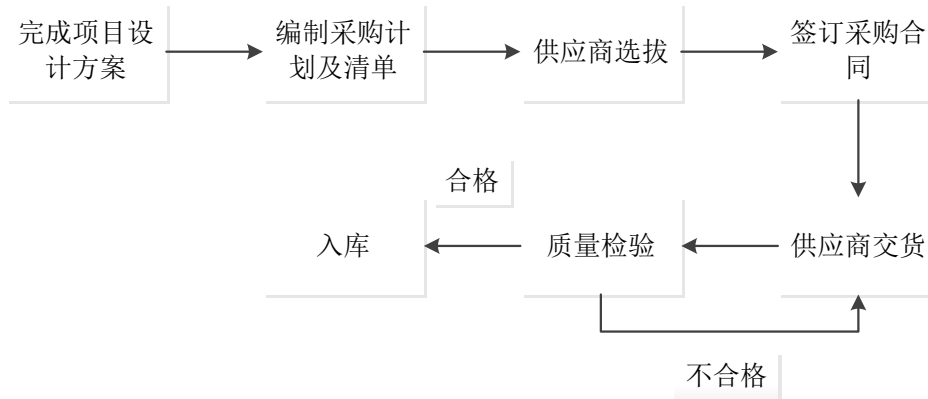 完成项目设
计方案
编制采购计
划及清单
供应商选拔
签订采购合
同
合格
入库
质量检验
供应商交货
不合格